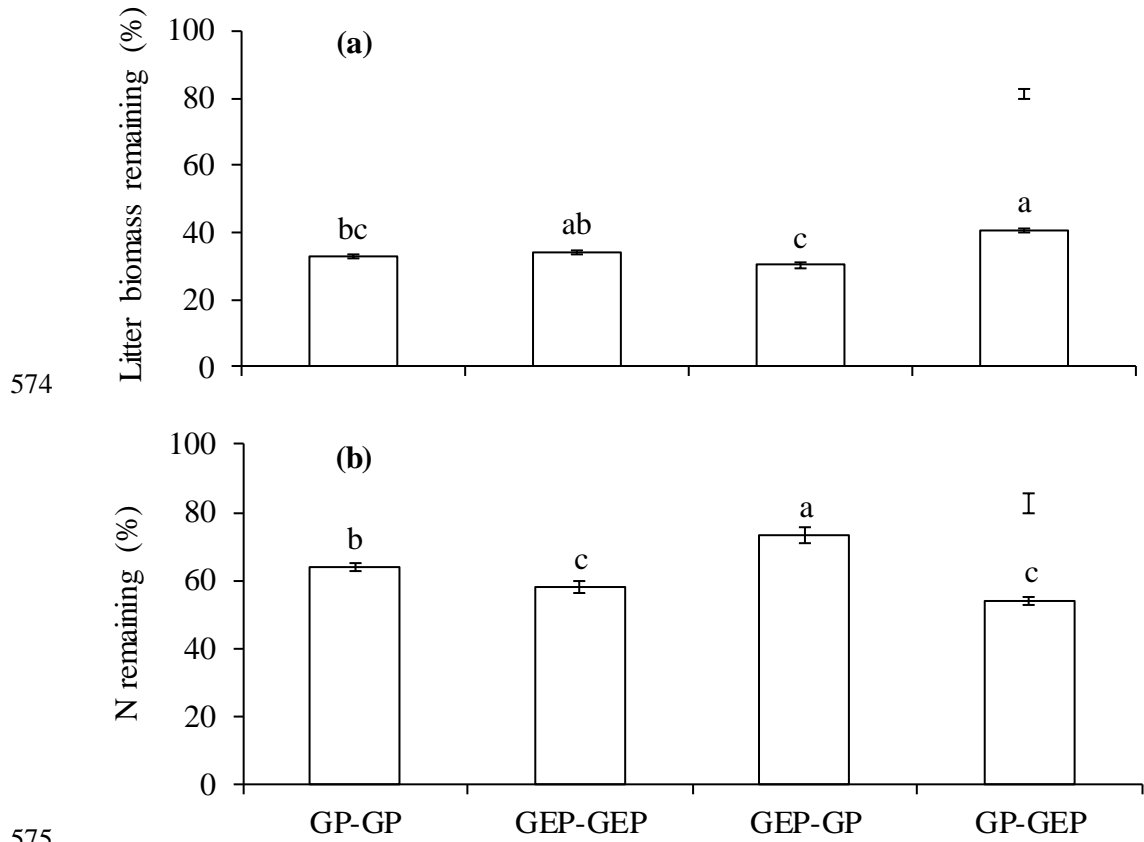 100
(a)
80
60
40
20
0
Litter biomass remaining (%)
bc
ab
c
a
574
100
(b)
80
60
40
20
0
N remaining (%)
b
c
a
c
GP-GP GEP-GEP GEP-GP GP-GEP
575